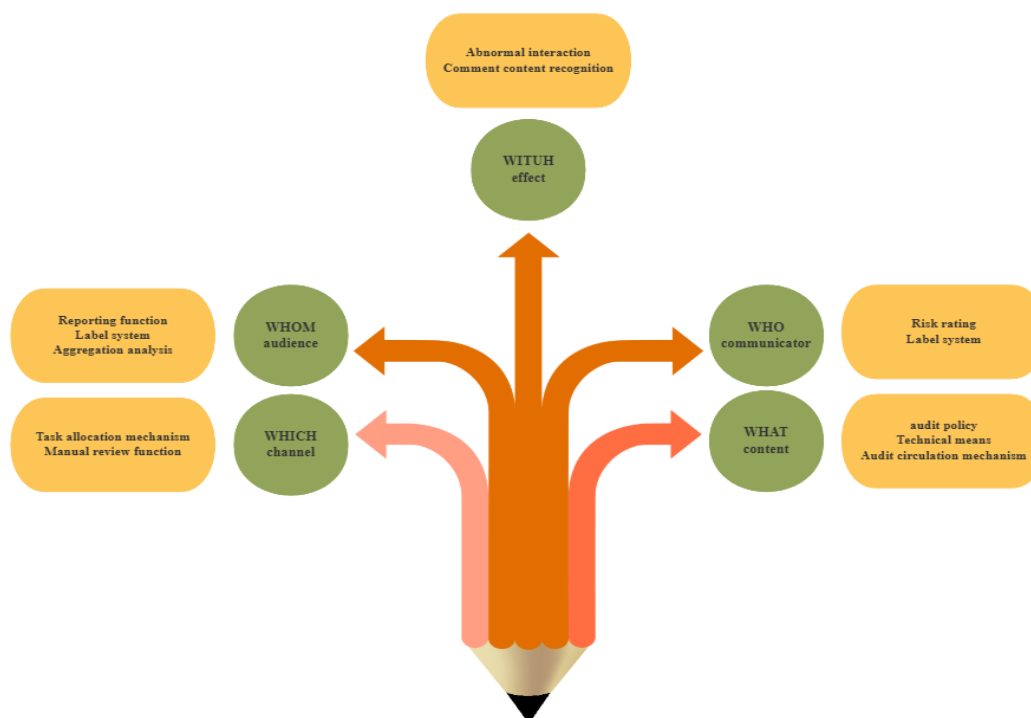 Abnormal interaction
Comment content recognition
WITUH
effect
Reporting function
Label system
Aggregation analysis
WHOM
audience
WHO
communicator
Risk rating
Label system
Task allocation mechanism
Manual review function
WHICH
channel
WHAT
content
audit policy
Technical means
Audit circulation mechanism